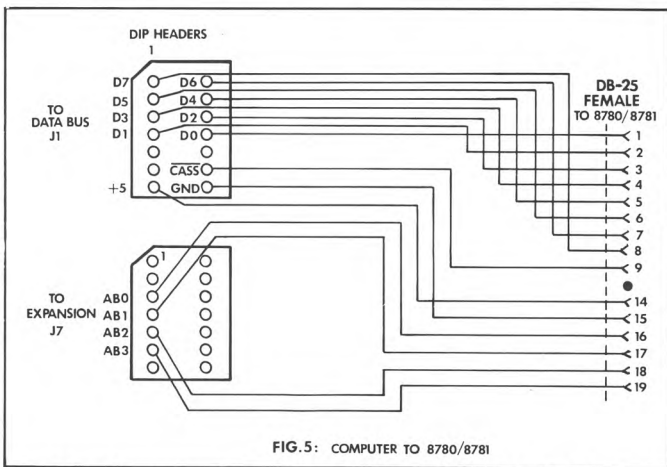 DIP HEADERS
1
D7 D6
D5 D4
D3 D2
D1 D0
CASS
+5 GND
TO
DATA BUS
J1
1
AB0
AB1
AB2
AB3
TO
EXPANSION
J7
DB-25
FEMALE
TO 8780/8781
1
2
3
4
5
6
7
8
9
14
15
16
17
18
19
FIG.5: COMPUTER TO 8780/8781